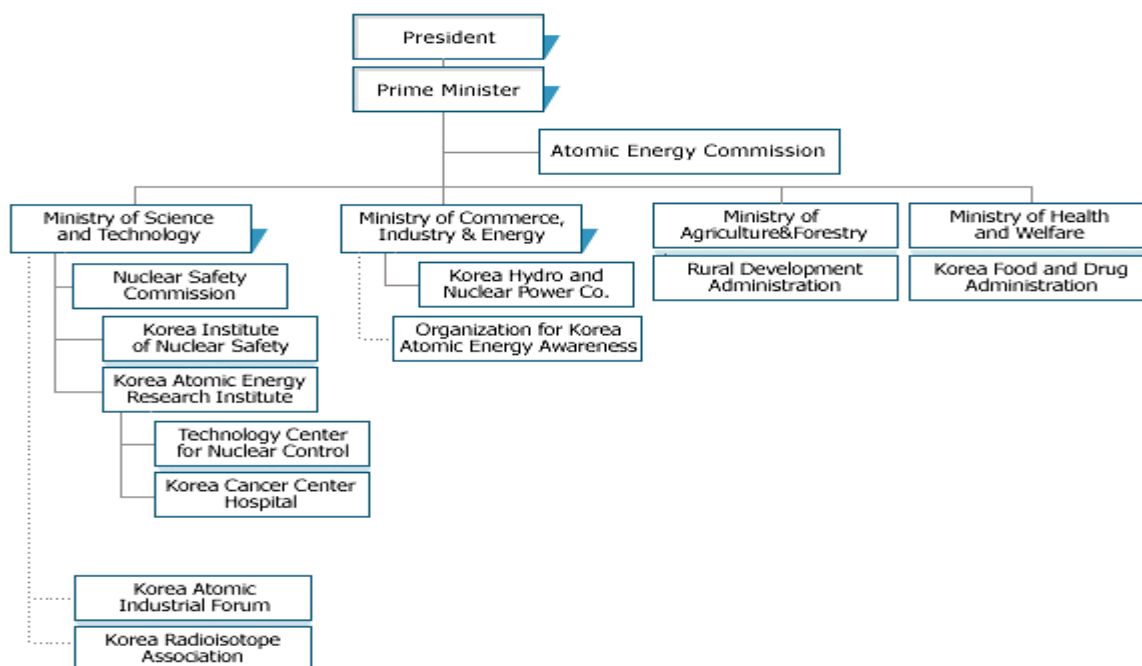 President
Prime Minister
Atomic Energy Commission
Ministry of Science
and Technology
Ministry of Commerce,
Industry & Energy
Ministry of
Agriculture&Forestry
Ministry of Health
and Welfare
Nuclear Safety
Commission
Korea Hydro and
Nuclear Power Co.
Rural Development
Administration
Korea Food and Drug
Administration
Korea Institute
of Nuclear Safety
Organization for Korea
Atomic Energy Awareness
Korea Atomic Energy
Research Institute
Technology Center
for Nuclear Control
Korea Cancer Center
Hospital
Korea Atomic
Industrial Forum
Korea Radioisotope
Association